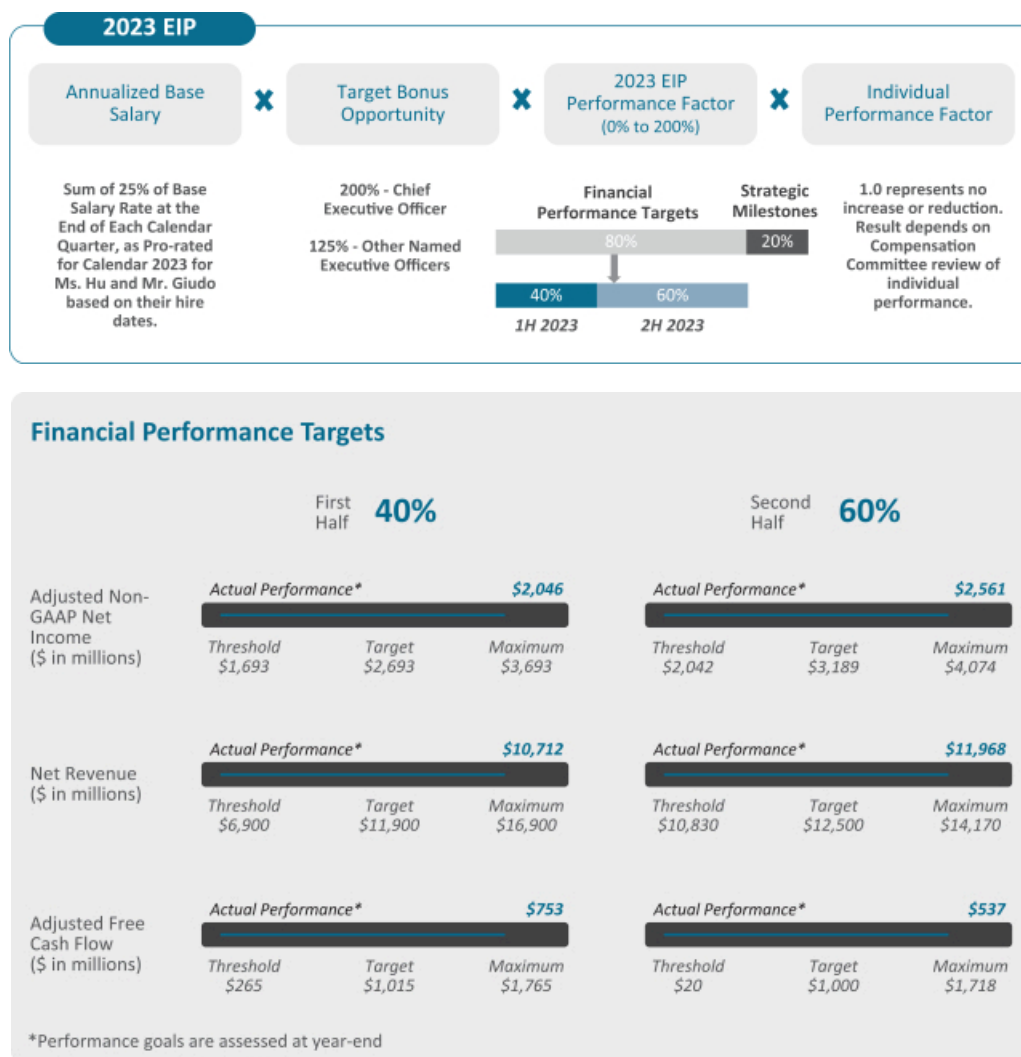 2023 EIP
Annualized Base
Salary
×
Target Bonus
Opportunity
×
2023 EIP
Performance Factor
(0% to 200%)
×
Individual
Performance Factor
Sum of 25% of Base
Salary Rate at the
End of Each Calendar
Quarter, as Pro-rated
for Calendar 2023 for
Ms. Hu and Mr. Giudo
based on their hire
dates.
200% - Chief
Executive Officer
125% - Other Named
Executive Officers
Financial
Performance Targets
Strategic
Milestones
80%
20%
40%
60%
1H 2023
2H 2023
1.0 represents no
increase or reduction.
Result depends on
Compensation
Committee review of
individual
performance.
Financial Performance Targets
First
Half
40%
Second
Half
60%
Adjusted Non-
GAAP Net
Income
($ in millions)
Actual Performance* $2,046
Threshold Target Maximum
$1,693 $2,693 $3,693
Actual Performance* $2,561
Threshold Target Maximum
$2,042 $3,189 $4,074
Net Revenue
($ in millions)
Actual Performance* $10,712
Threshold Target Maximum
$6,900 $11,900 $16,900
Actual Performance* $11,968
Threshold Target Maximum
$10,830 $12,500 $14,170
Adjusted Free
Cash Flow
($ in millions)
Actual Performance* $753
Threshold Target Maximum
$265 $1,015 $1,765
Actual Performance* $537
Threshold Target Maximum
$20 $1,000 $1,718
*Performance goals are assessed at year-end